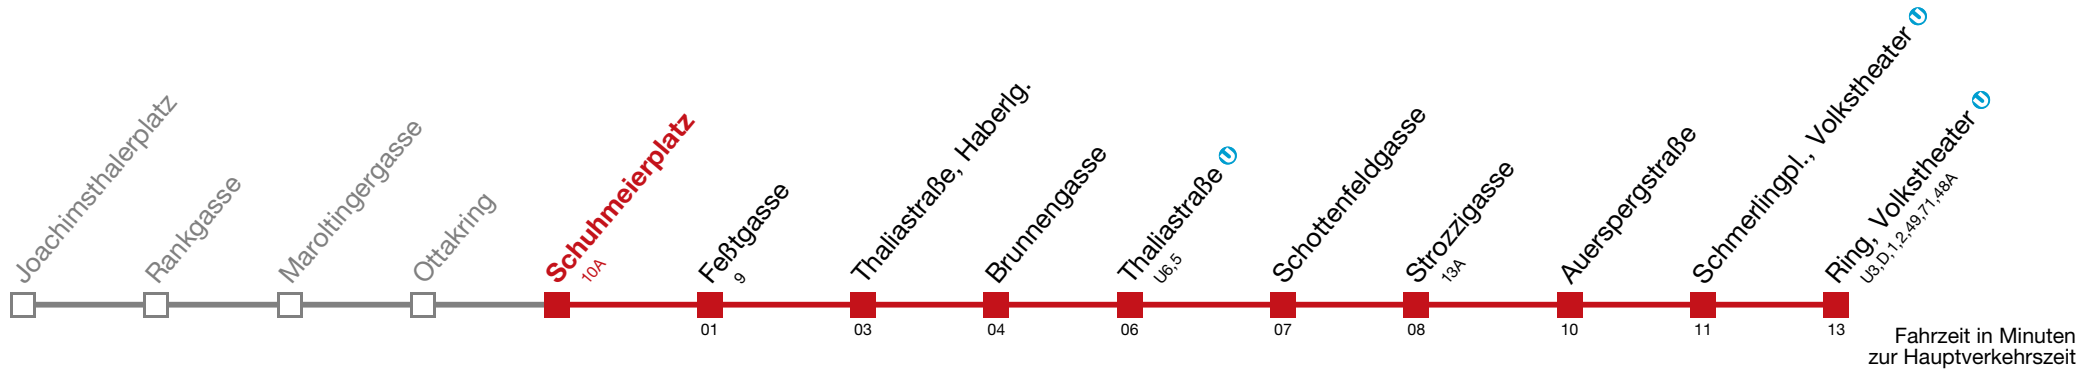 Joachimsthalerplatz
Rankgasse
Maroltingergasse
Ottakring
Schuhmeierplatz
10A
Feßtgasse
9
Thaliastraße, Haberlg.
Brunnengasse
Thaliastraße U
U6,5
Schottenfeldgasse
Strozzigasse
13A
Auerspergstraße
Schmerlingpl., Volkstheater U
Ring, Volkstheater U
U3,D,1,2,49,71,48A
01
03
04
06
07
08
10
11
13
Fahrzeit in Minuten
zur Hauptverkehrszeit